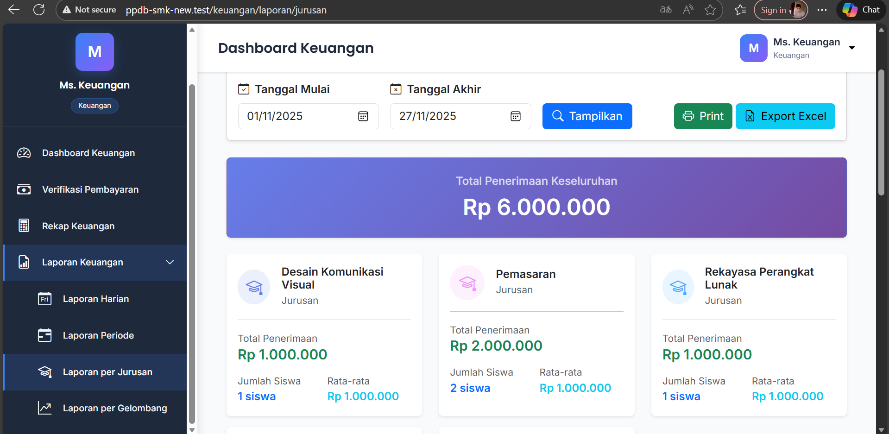 Not secure ppdb-smk-new.test/keuangan/laporan/jurusan Sign in Chat
M
Ms. Keuangan
Keuangan
Dashboard Keuangan
Verifikasi Pembayaran
Rekap Keuangan
Laporan Keuangan
Fri Laporan Harian
Laporan Periode
Laporan per Jurusan
Laporan per Gelombang
Dashboard Keuangan
M Ms. Keuangan
Keuangan
Tanggal Mulai Tanggal Akhir
01/11/2025 27/11/2025 Tampilkan Print Export Excel
Total Penerimaan Keseluruhan
Rp 6.000.000
Desain Komunikasi
Visual
Jurusan
Total Penerimaan
Rp 1.000.000
Jumlah Siswa Rata-rata
1 siswa Rp 1.000.000
Pemasaran
Jurusan
Total Penerimaan
Rp 2.000.000
Jumlah Siswa Rata-rata
2 siswa Rp 1.000.000
Rekayasa Perangkat
Lunak
Jurusan
Total Penerimaan
Rp 1.000.000
Jumlah Siswa Rata-rata
1 siswa Rp 1.000.000